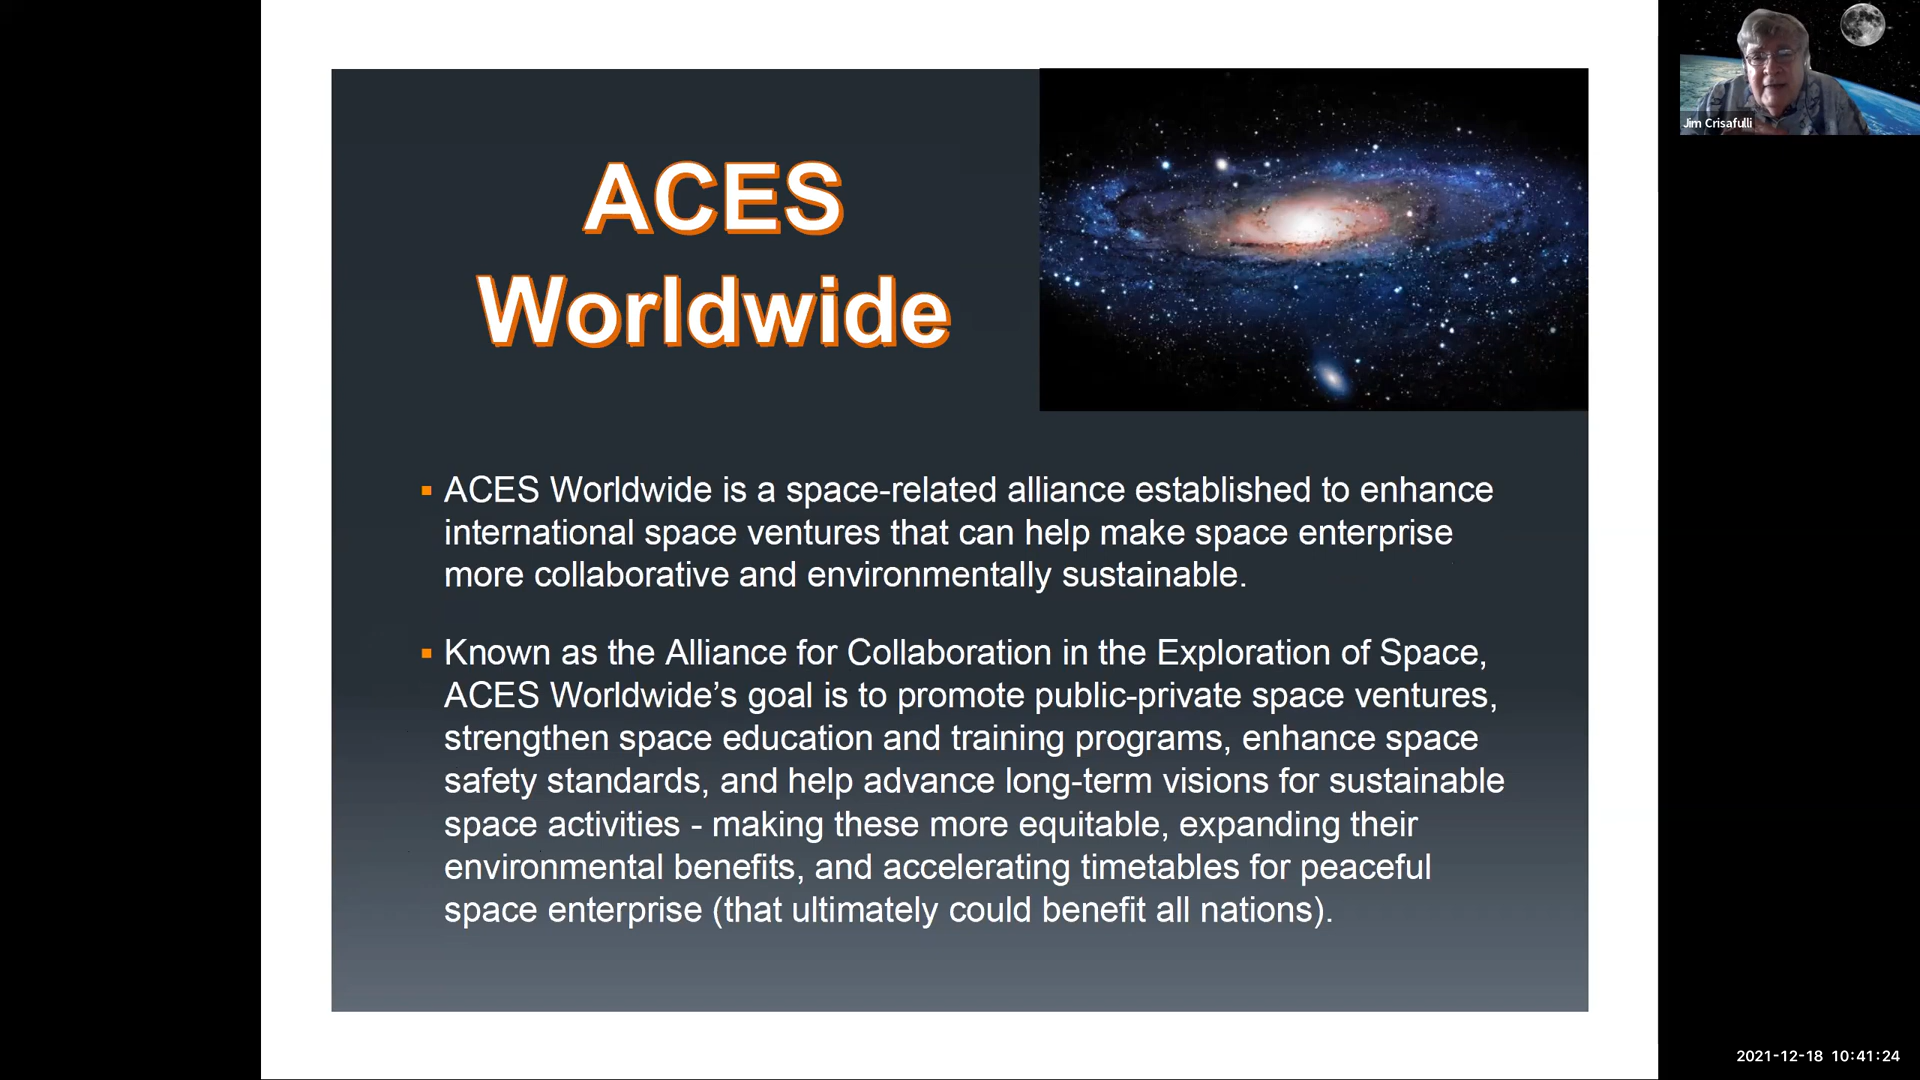 ACES
Worldwide
Jim Crisafulli
ACES Worldwide is a space-related alliance established to enhance
international space ventures that can help make space enterprise
more collaborative and environmentally sustainable.
Known as the Alliance for Collaboration in the Exploration of Space,
ACES Worldwide’s goal is to promote public-private space ventures,
strengthen space education and training programs, enhance space
safety standards, and help advance long-term visions for sustainable
space activities - making these more equitable, expanding their
environmental benefits, and accelerating timetables for peaceful
space enterprise (that ultimately could benefit all nations).
2021-12-18 10:41:24